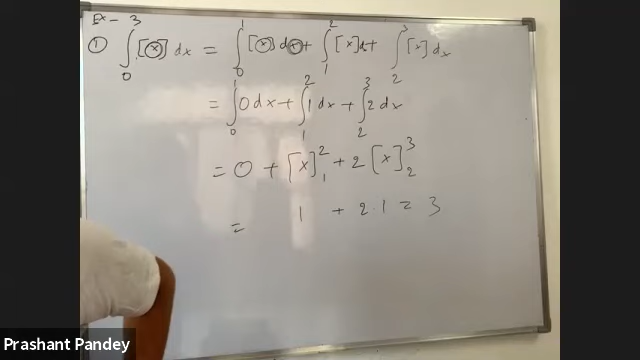 Ex-
① ∫₀³ [x] dx = ∫₀¹ [x] dx + ∫₁² [x] dx + ∫₂³ [x] dx
= ∫₀¹ 0 dx + ∫₁² 1 dx + ∫₂³ 2 dx
= 0 + [x]₁² + 2 [x]₂³
= 1 + 2.1 = 3
Prashant Pandey